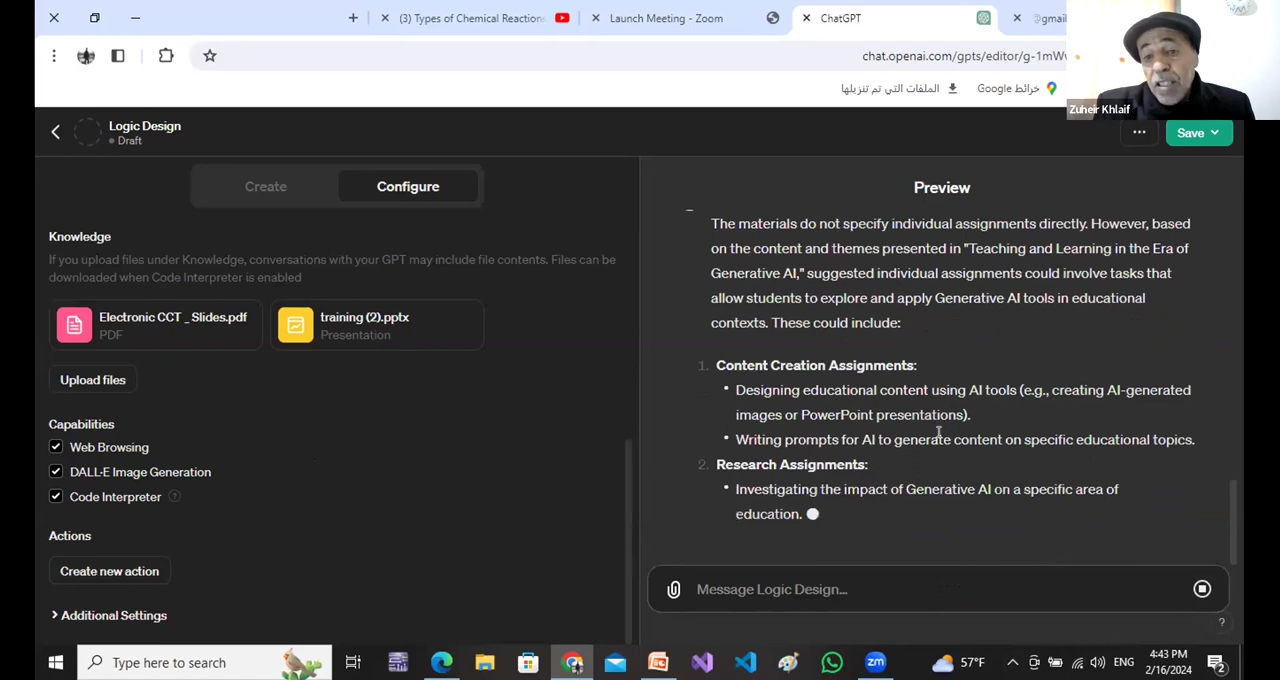 (3) Types of Chemical Reactions
Launch Meeting - Zoom
ChatGPT
@gmai
chat.openai.com/gpts/editor/g-1mW
الملفات التي تم تنزيلها
خرائط Google
Zuheir Khlaif
Logic Design
Draft
Save
Create
Configure
Knowledge
If you upload files under Knowledge, conversations with your GPT may include file contents. Files can be
downloaded when Code Interpreter is enabled
Electronic CCT _Slides.pdf
PDF
training (2).pptx
Presentation
Upload files
Capabilities
Web Browsing
DALL·E Image Generation
Code Interpreter ?
Actions
Create new action
Additional Settings
Preview
The materials do not specify individual assignments directly. However, based
on the content and themes presented in "Teaching and Learning in the Era of
Generative AI," suggested individual assignments could involve tasks that
allow students to explore and apply Generative AI tools in educational
contexts. These could include:
1. Content Creation Assignments:
• Designing educational content using AI tools (e.g., creating AI-generated
images or PowerPoint presentations).
• Writing prompts for AI to generate content on specific educational topics.
2. Research Assignments:
• Investigating the impact of Generative AI on a specific area of
education.
Message Logic Design...
?
Type here to search
zm
57°F
ENG
4:43 PM
2/16/2024
2